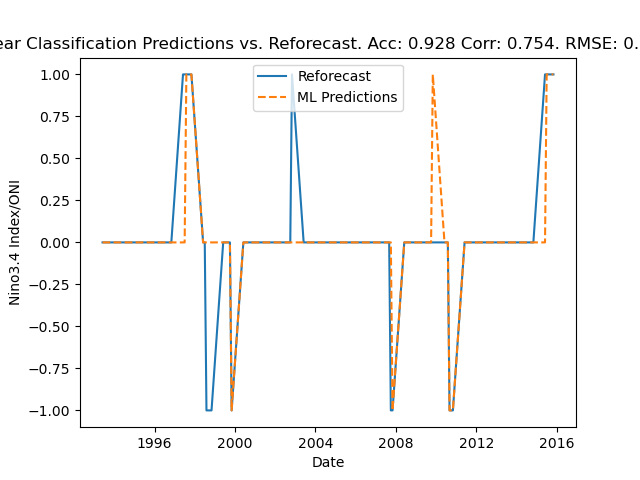 ear Classification Predictions vs. Reforecast. Acc: 0.928 Corr: 0.754. RMSE: 0.
Reforecast
ML Predictions
Nino3.4 Index/ONI
1.00
0.75
0.50
0.25
0.00
−0.25
−0.50
−0.75
−1.00
1996 2000 2004 2008 2012 2016
Date